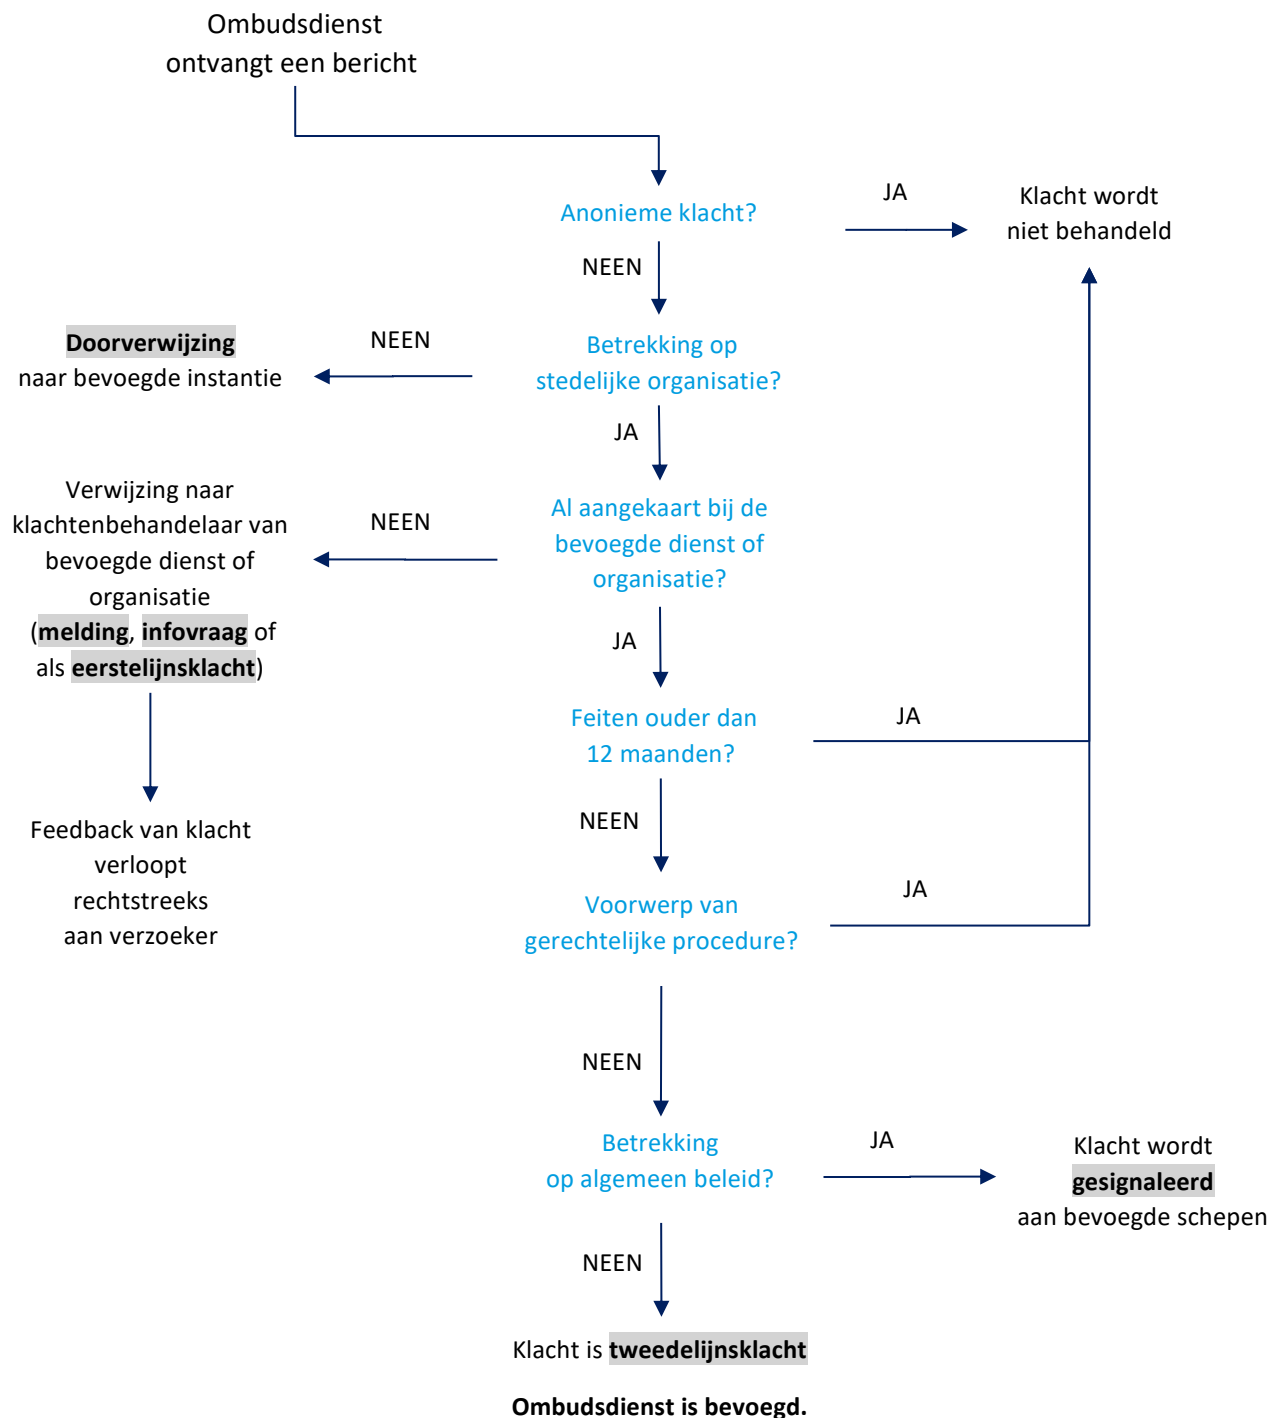 Ombudsdienst
ontvangt een bericht
Anonieme klacht?
JA
Klacht wordt
niet behandeld
NEEN
Betrekking op
stedelijke organisatie?
NEEN
Doorverwijzing
naar bevoegde instantie
JA
Al aangekaart bij de
bevoegde dienst of
organisatie?
NEEN
Verwijzing naar
klachtenbehandelaar van
bevoegde dienst of
organisatie
(melding, infovraag of
als eerstelijnsklacht)
Feedback van klacht
verloopt
rechtstreeks
aan verzoeker
JA
Feiten ouder dan
12 maanden?
JA
NEEN
Voorwerp van
gerechtelijke procedure?
JA
NEEN
Betrekking
op algemeen beleid?
JA
Klacht wordt
gesignaleerd
aan bevoegde schepen
NEEN
Klacht is tweedelijnsklacht
Ombudsdienst is bevoegd.